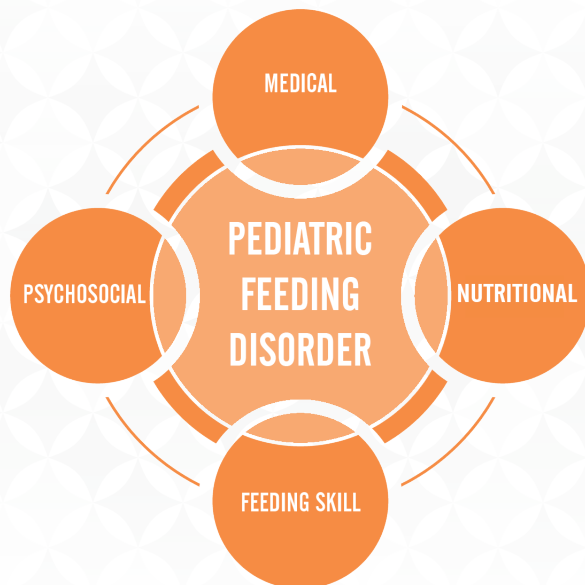 MEDICAL
PEDIATRIC
FEEDING
DISORDER
PSYCHOSOCIAL
NUTRITIONAL
FEEDING SKILL